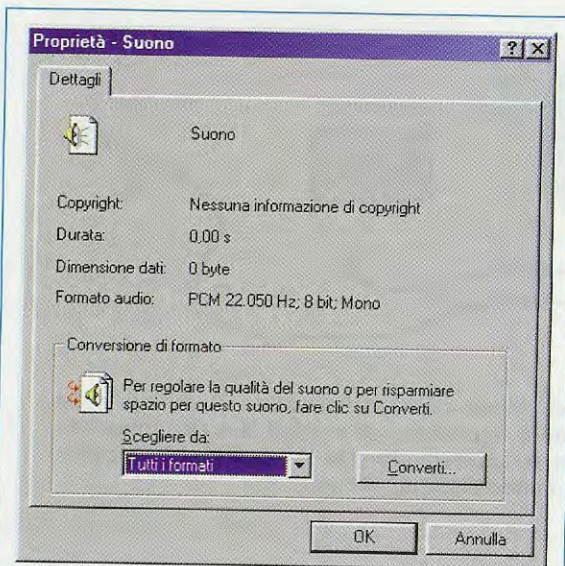 Proprietà - Suono
Dettagli
Suono
Copyright: Nessuna informazione di copyright
Durata: 0,00 s
Dimensione dati: 0 byte
Formato audio: PCM 22.050 Hz; 8 bit; Mono
Conversione di formato
Per regolare la qualità del suono o per risparmiare
spazio per questo suono, fare clic su Converti.
Scegliere da:
Tutti i formati
Converti...
OK
Annulla